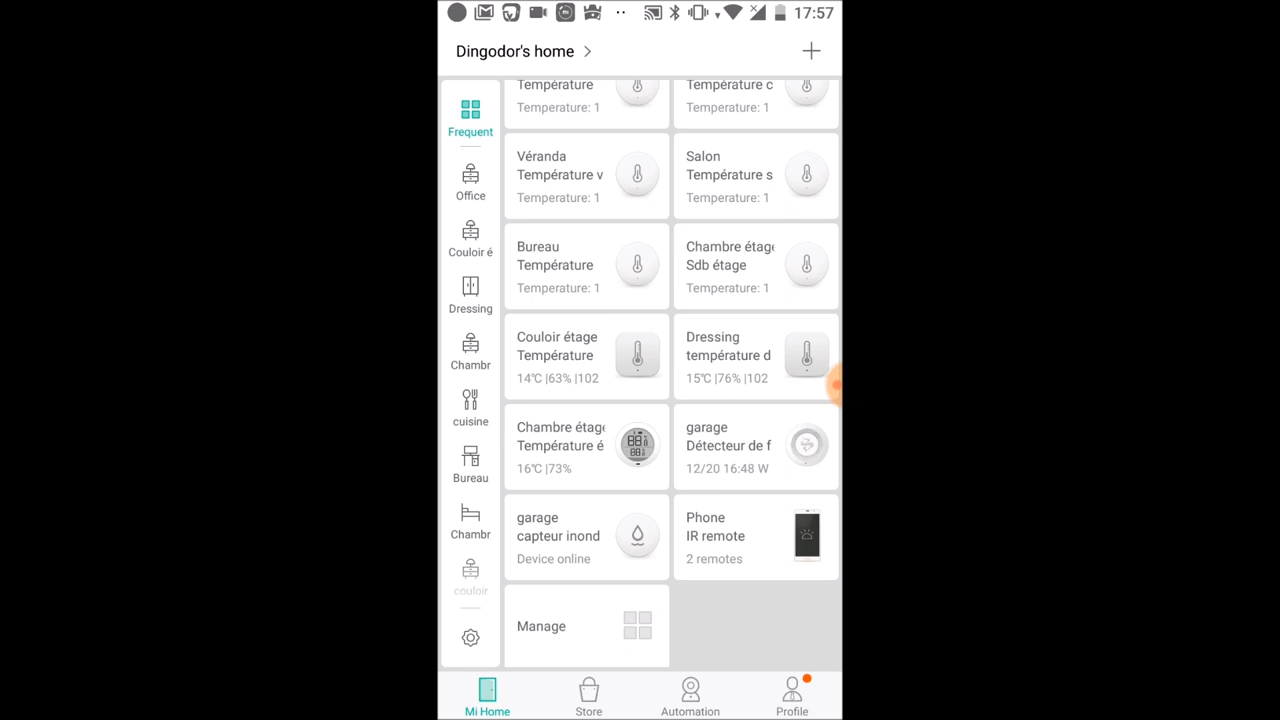 17:57
Dingodor's home
Frequent
Office
Couloir é
Dressing
Chambr
cuisine
Bureau
Chambr
couloir
Température
Temperature: 1
Température c
Temperature: 1
Véranda
Température v
Temperature: 1
Salon
Température s
Temperature: 1
Bureau
Température
Temperature: 1
Chambre étage
Sdb étage
Temperature: 1
Couloir étage
Température
14℃ |63% |102
Dressing
température d
15℃ |76% |102
Chambre étage
Température é
16℃ |73%
garage
Détecteur de f
12/20 16:48 W
garage
capteur inond
Device online
Phone
IR remote
2 remotes
Manage
Mi Home
Store
Automation
Profile